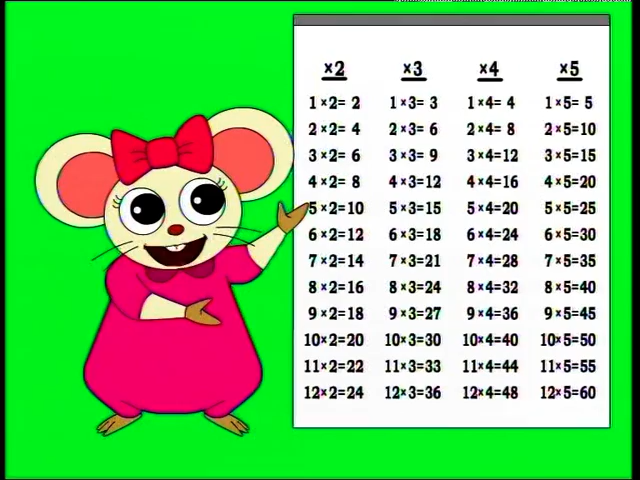 ×2 ×3 ×4 ×5
1×2= 2 1×3= 3 1×4= 4 1×5= 5
2×2= 4 2×3= 6 2×4= 8 2×5=10
3×2= 6 3×3= 9 3×4=12 3×5=15
4×2= 8 4×3=12 4×4=16 4×5=20
5×2=10 5×3=15 5×4=20 5×5=25
6×2=12 6×3=18 6×4=24 6×5=30
7×2=14 7×3=21 7×4=28 7×5=35
8×2=16 8×3=24 8×4=32 8×5=40
9×2=18 9×3=27 9×4=36 9×5=45
10×2=20 10×3=30 10×4=40 10×5=50
11×2=22 11×3=33 11×4=44 11×5=55
12×2=24 12×3=36 12×4=48 12×5=60